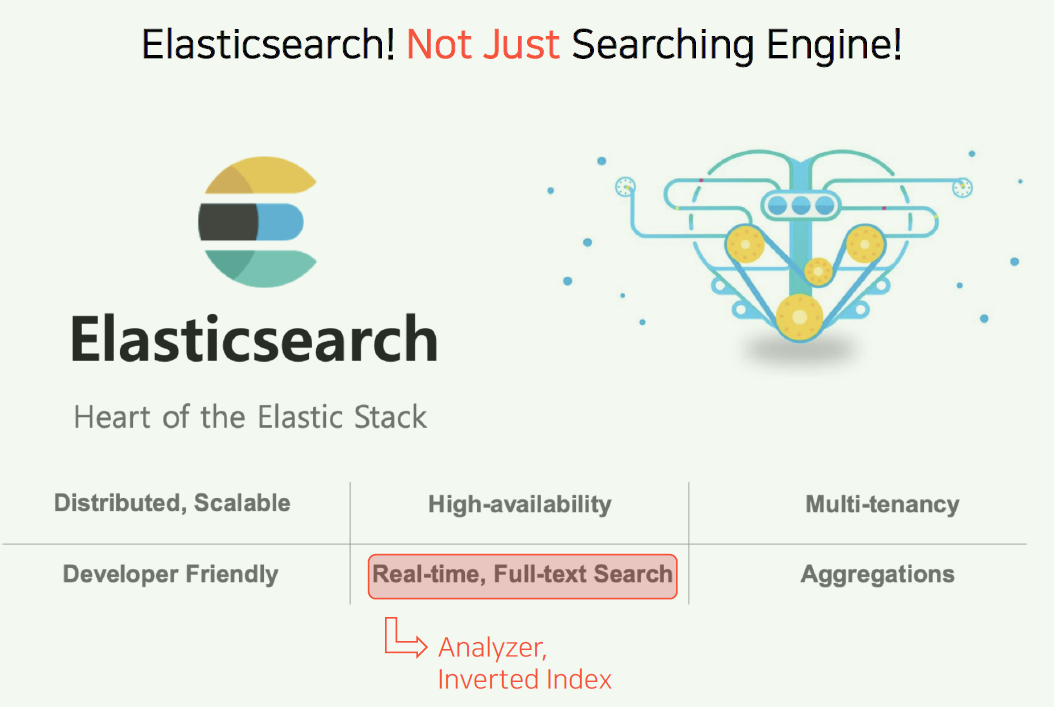 Elasticsearch! Not Just Searching Engine!
Elasticsearch
Heart of the Elastic Stack
Distributed, Scalable
High-availability
Multi-tenancy
Developer Friendly
Real-time, Full-text Search
Aggregations
Analyzer,
Inverted Index